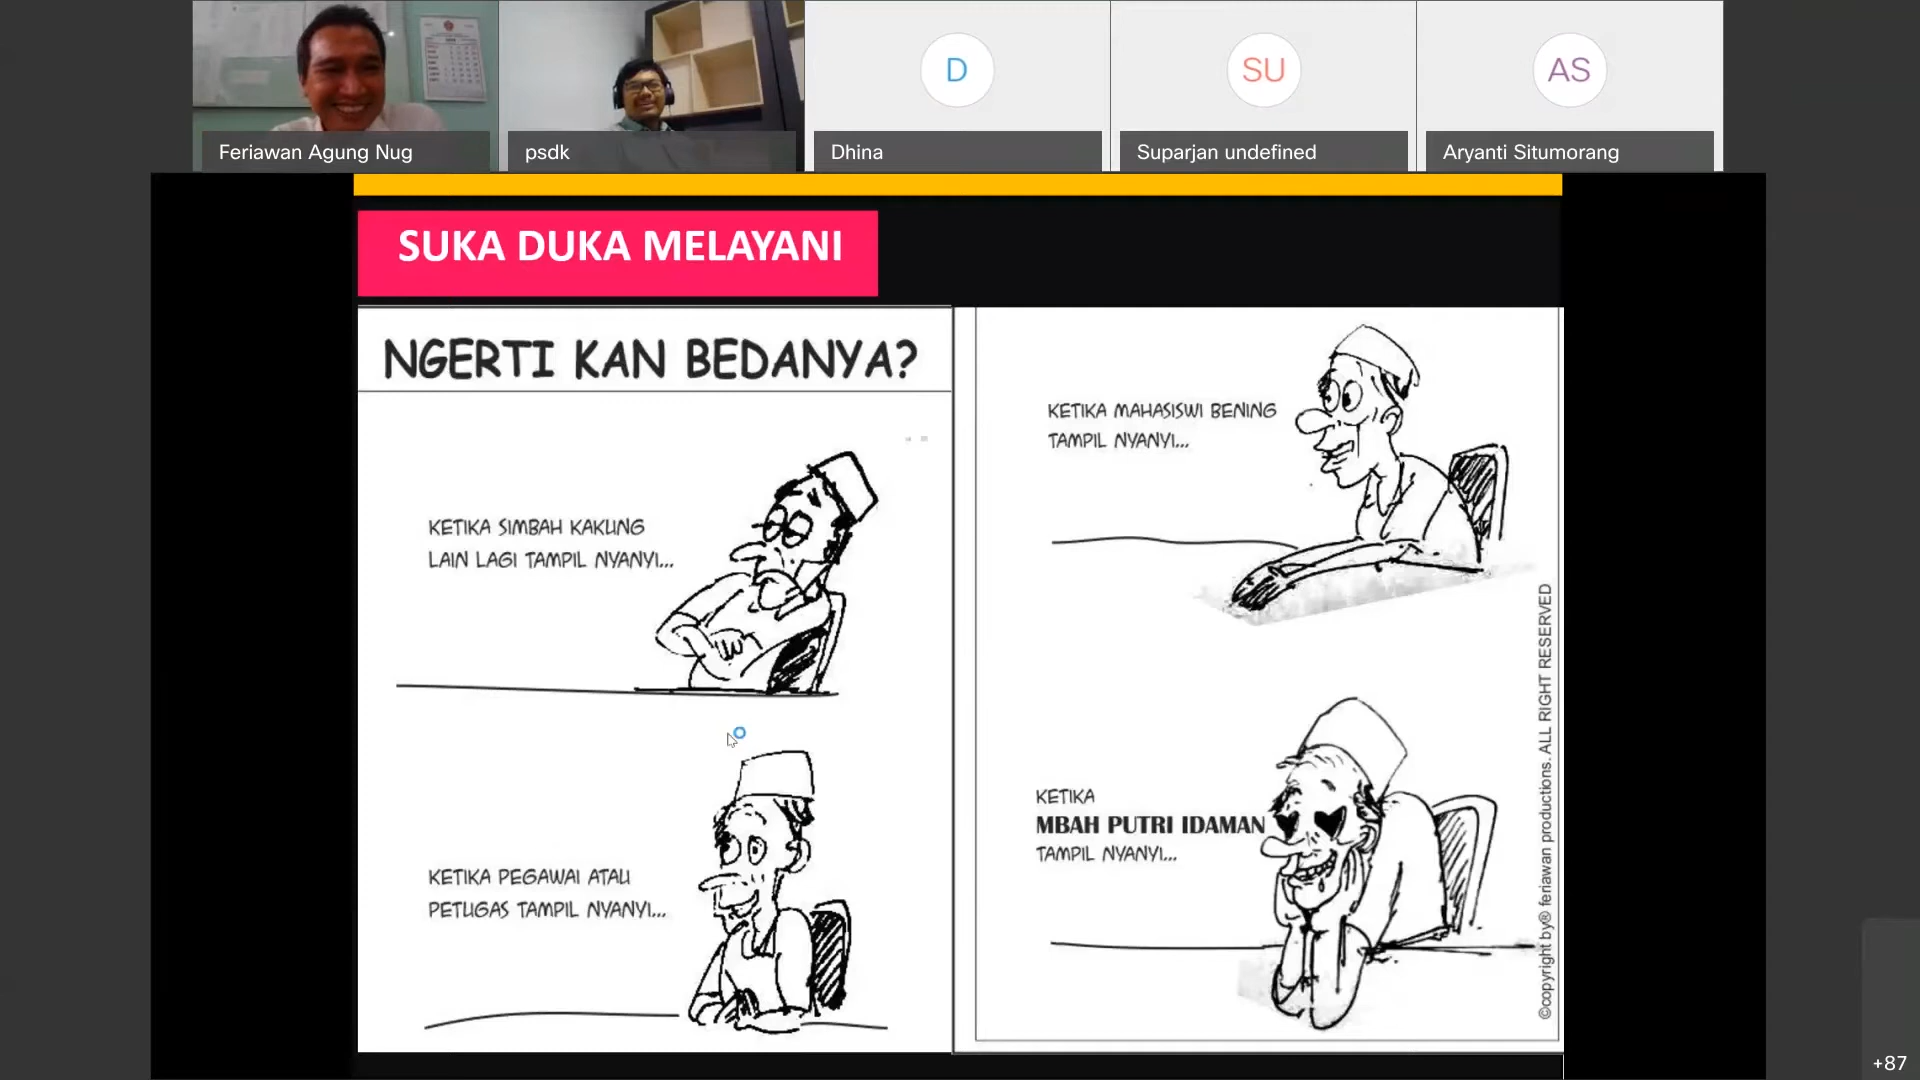 D
SU
AS
Feriawan Agung Nug
psdk
Dhina
Suparjan undefined
Aryanti Situmorang
SUKA DUKA MELAYANI
NGERTI KAN BEDANYA?
KETIKA SIMBAH KAKUNG
LAIN LAGI TAMPIL NYANYI...
KETIKA PEGAWAI ATAU
PETUGAS TAMPIL NYANYI...
KETIKA MAHASISWI BENING
TAMPIL NYANYI...
KETIKA
MBAH PUTRI IDAMAN
TAMPIL NYANYI...
©copyright by® feriawan productions. ALL RIGHT RESERVED
+87